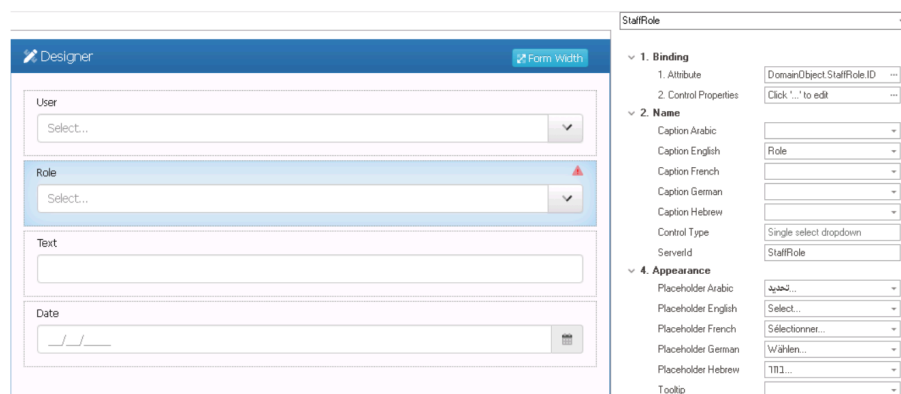 StaffRole
Designer
Form Width
User
Select...
Role
Select...
Text
Date
__/__/____
1. Binding
1. Attribute
DomainObject.StaffRole.ID
...
2. Control Properties
Click '...' to edit
...
2. Name
Caption Arabic
Caption English
Role
Caption French
Caption German
Caption Hebrew
Control Type
Single select dropdown
ServerId
StaffRole
4. Appearance
Placeholder Arabic
تحديد...
Placeholder English
Select...
Placeholder French
Sélectionner...
Placeholder German
Wählen...
Placeholder Hebrew
Tooltip